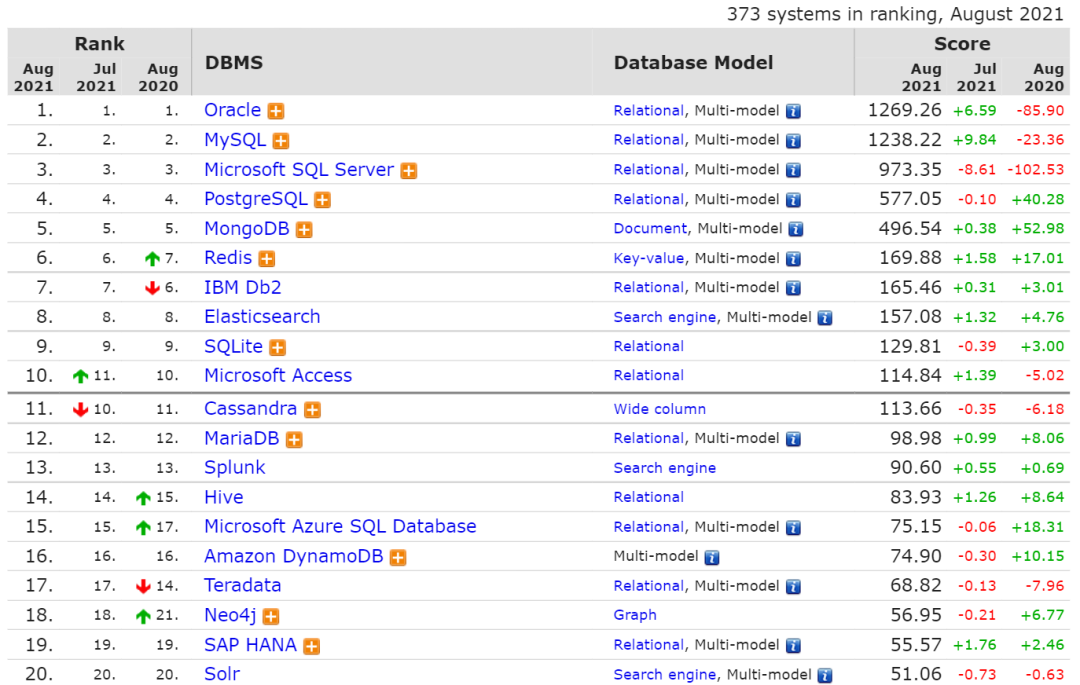 373 systems in ranking, August 2021
Rank DBMS Database Model Score
Aug 2021 Jul 2021 Aug 2020 Aug 2021 Jul 2021 Aug 2020
1. 1. 1. Oracle Relational, Multi-model 1269.26 +6.59 -85.90
2. 2. 2. MySQL Relational, Multi-model 1238.22 +9.84 -23.36
3. 3. 3. Microsoft SQL Server Relational, Multi-model 973.35 -8.61 -102.53
4. 4. 4. PostgreSQL Relational, Multi-model 577.05 -0.10 +40.28
5. 5. 5. MongoDB Document, Multi-model 496.54 +0.38 +52.98
6. 6. 7. Redis Key-value, Multi-model 169.88 +1.58 +17.01
7. 7. 6. IBM Db2 Relational, Multi-model 165.46 +0.31 +3.01
8. 8. 8. Elasticsearch Search engine, Multi-model 157.08 +1.32 +4.76
9. 9. 9. SQLite Relational 129.81 -0.39 +3.00
10. 11. 10. Microsoft Access Relational 114.84 +1.39 -5.02
11. 10. 11. Cassandra Wide column 113.66 -0.35 -6.18
12. 12. 12. MariaDB Relational, Multi-model 98.98 +0.99 +8.06
13. 13. 13. Splunk Search engine 90.60 +0.55 +0.69
14. 14. 15. Hive Relational 83.93 +1.26 +8.64
15. 15. 17. Microsoft Azure SQL Database Relational, Multi-model 75.15 -0.06 +18.31
16. 16. 16. Amazon DynamoDB Multi-model 74.90 -0.30 +10.15
17. 17. 14. Teradata Relational, Multi-model 68.82 -0.13 -7.96
18. 18. 21. Neo4j Graph 56.95 -0.21 +6.77
19. 19. 19. SAP HANA Relational, Multi-model 55.57 +1.76 +2.46
20. 20. 20. Solr Search engine, Multi-model 51.06 -0.73 -0.63